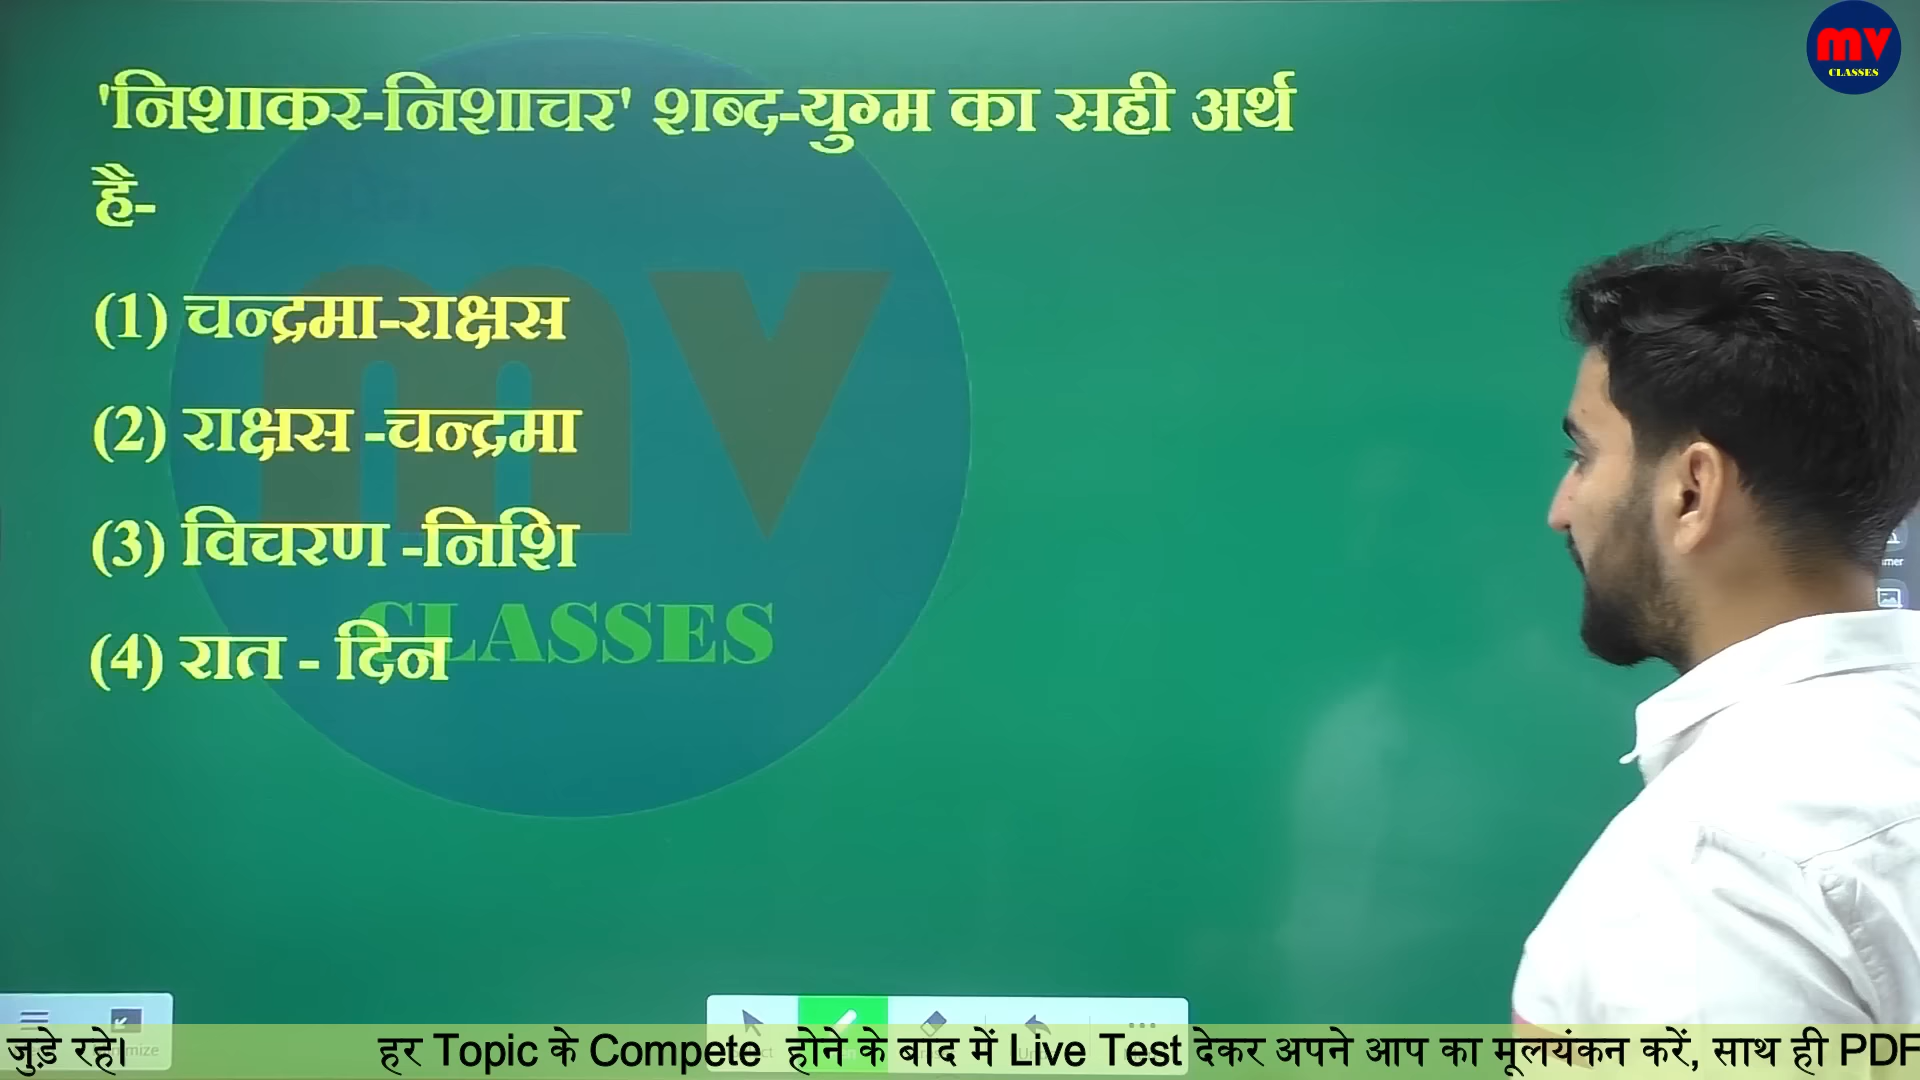 mv
CLASSES
'निशाकर-निशाचर' शब्द-युग्म का सही अर्थ
है-
(1) चन्द्रमा-राक्षस
(2) राक्षस -चन्द्रमा
(3) विचरण -निशि
(4) रात - दिन
mv
CLASSES
जुड़े रहे। हर Topic के Compete होने के बाद में Live Test देकर अपने आप का मूलयंकन करें, साथ ही PDF